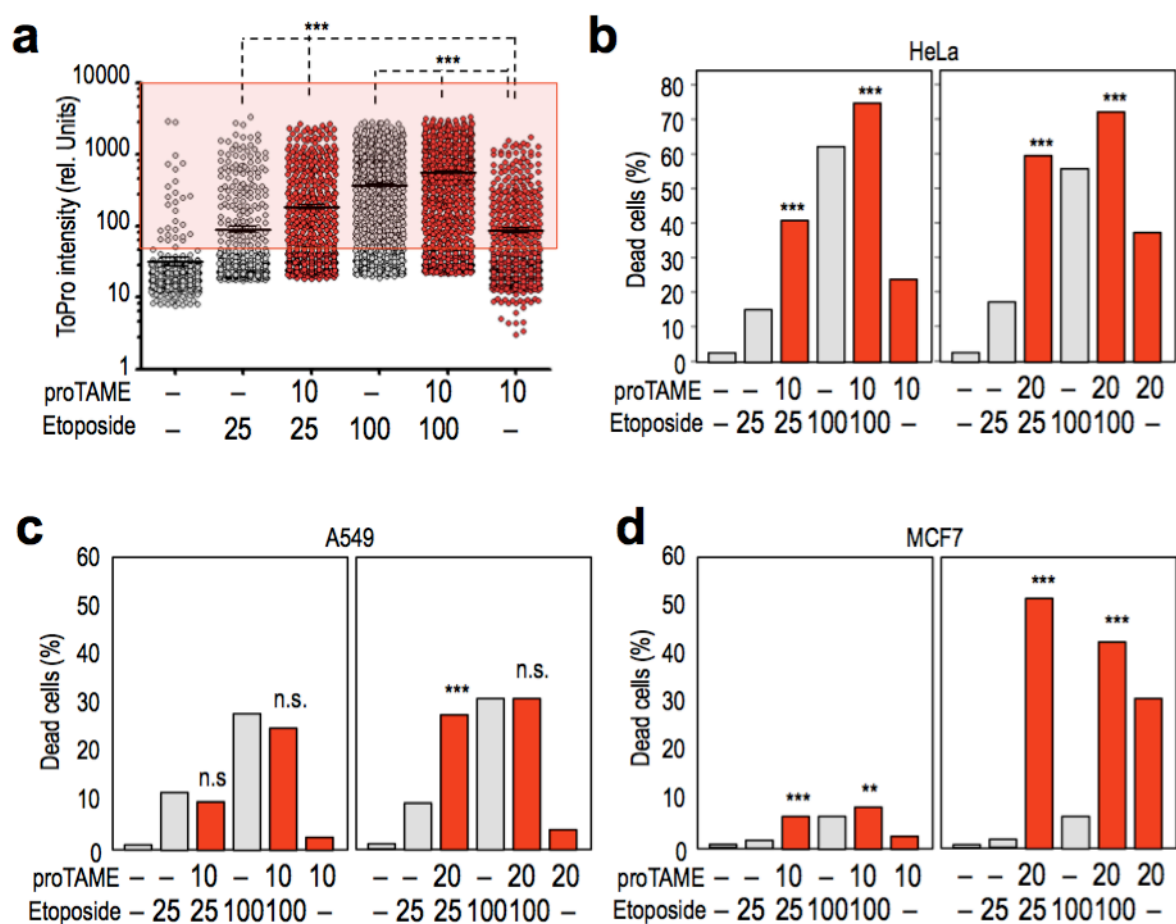 a
***
***
10000
1000
100
10
1
ToPro intensity (rel. Units)
proTAME – – 10 – 10 10
Etoposide – 25 25 100 100 –
b
HeLa
80
70
60
50
40
30
20
10
0
Dead cells (%)
*** *** *** ***
proTAME – – 10 – 10 10 – – 20 – 20 20
Etoposide – 25 25 100 100 – – 25 25 100 100 –
c
A549
60
50
40
30
20
10
0
Dead cells (%)
n.s n.s. *** n.s.
proTAME – – 10 – 10 10 – – 20 – 20 20
Etoposide – 25 25 100 100 – – 25 25 100 100 –
d
MCF7
60
50
40
30
20
10
0
Dead cells (%)
*** ** *** ***
proTAME – – 10 – 10 10 – – 20 – 20 20
Etoposide – 25 25 100 100 – – 25 25 100 100 –